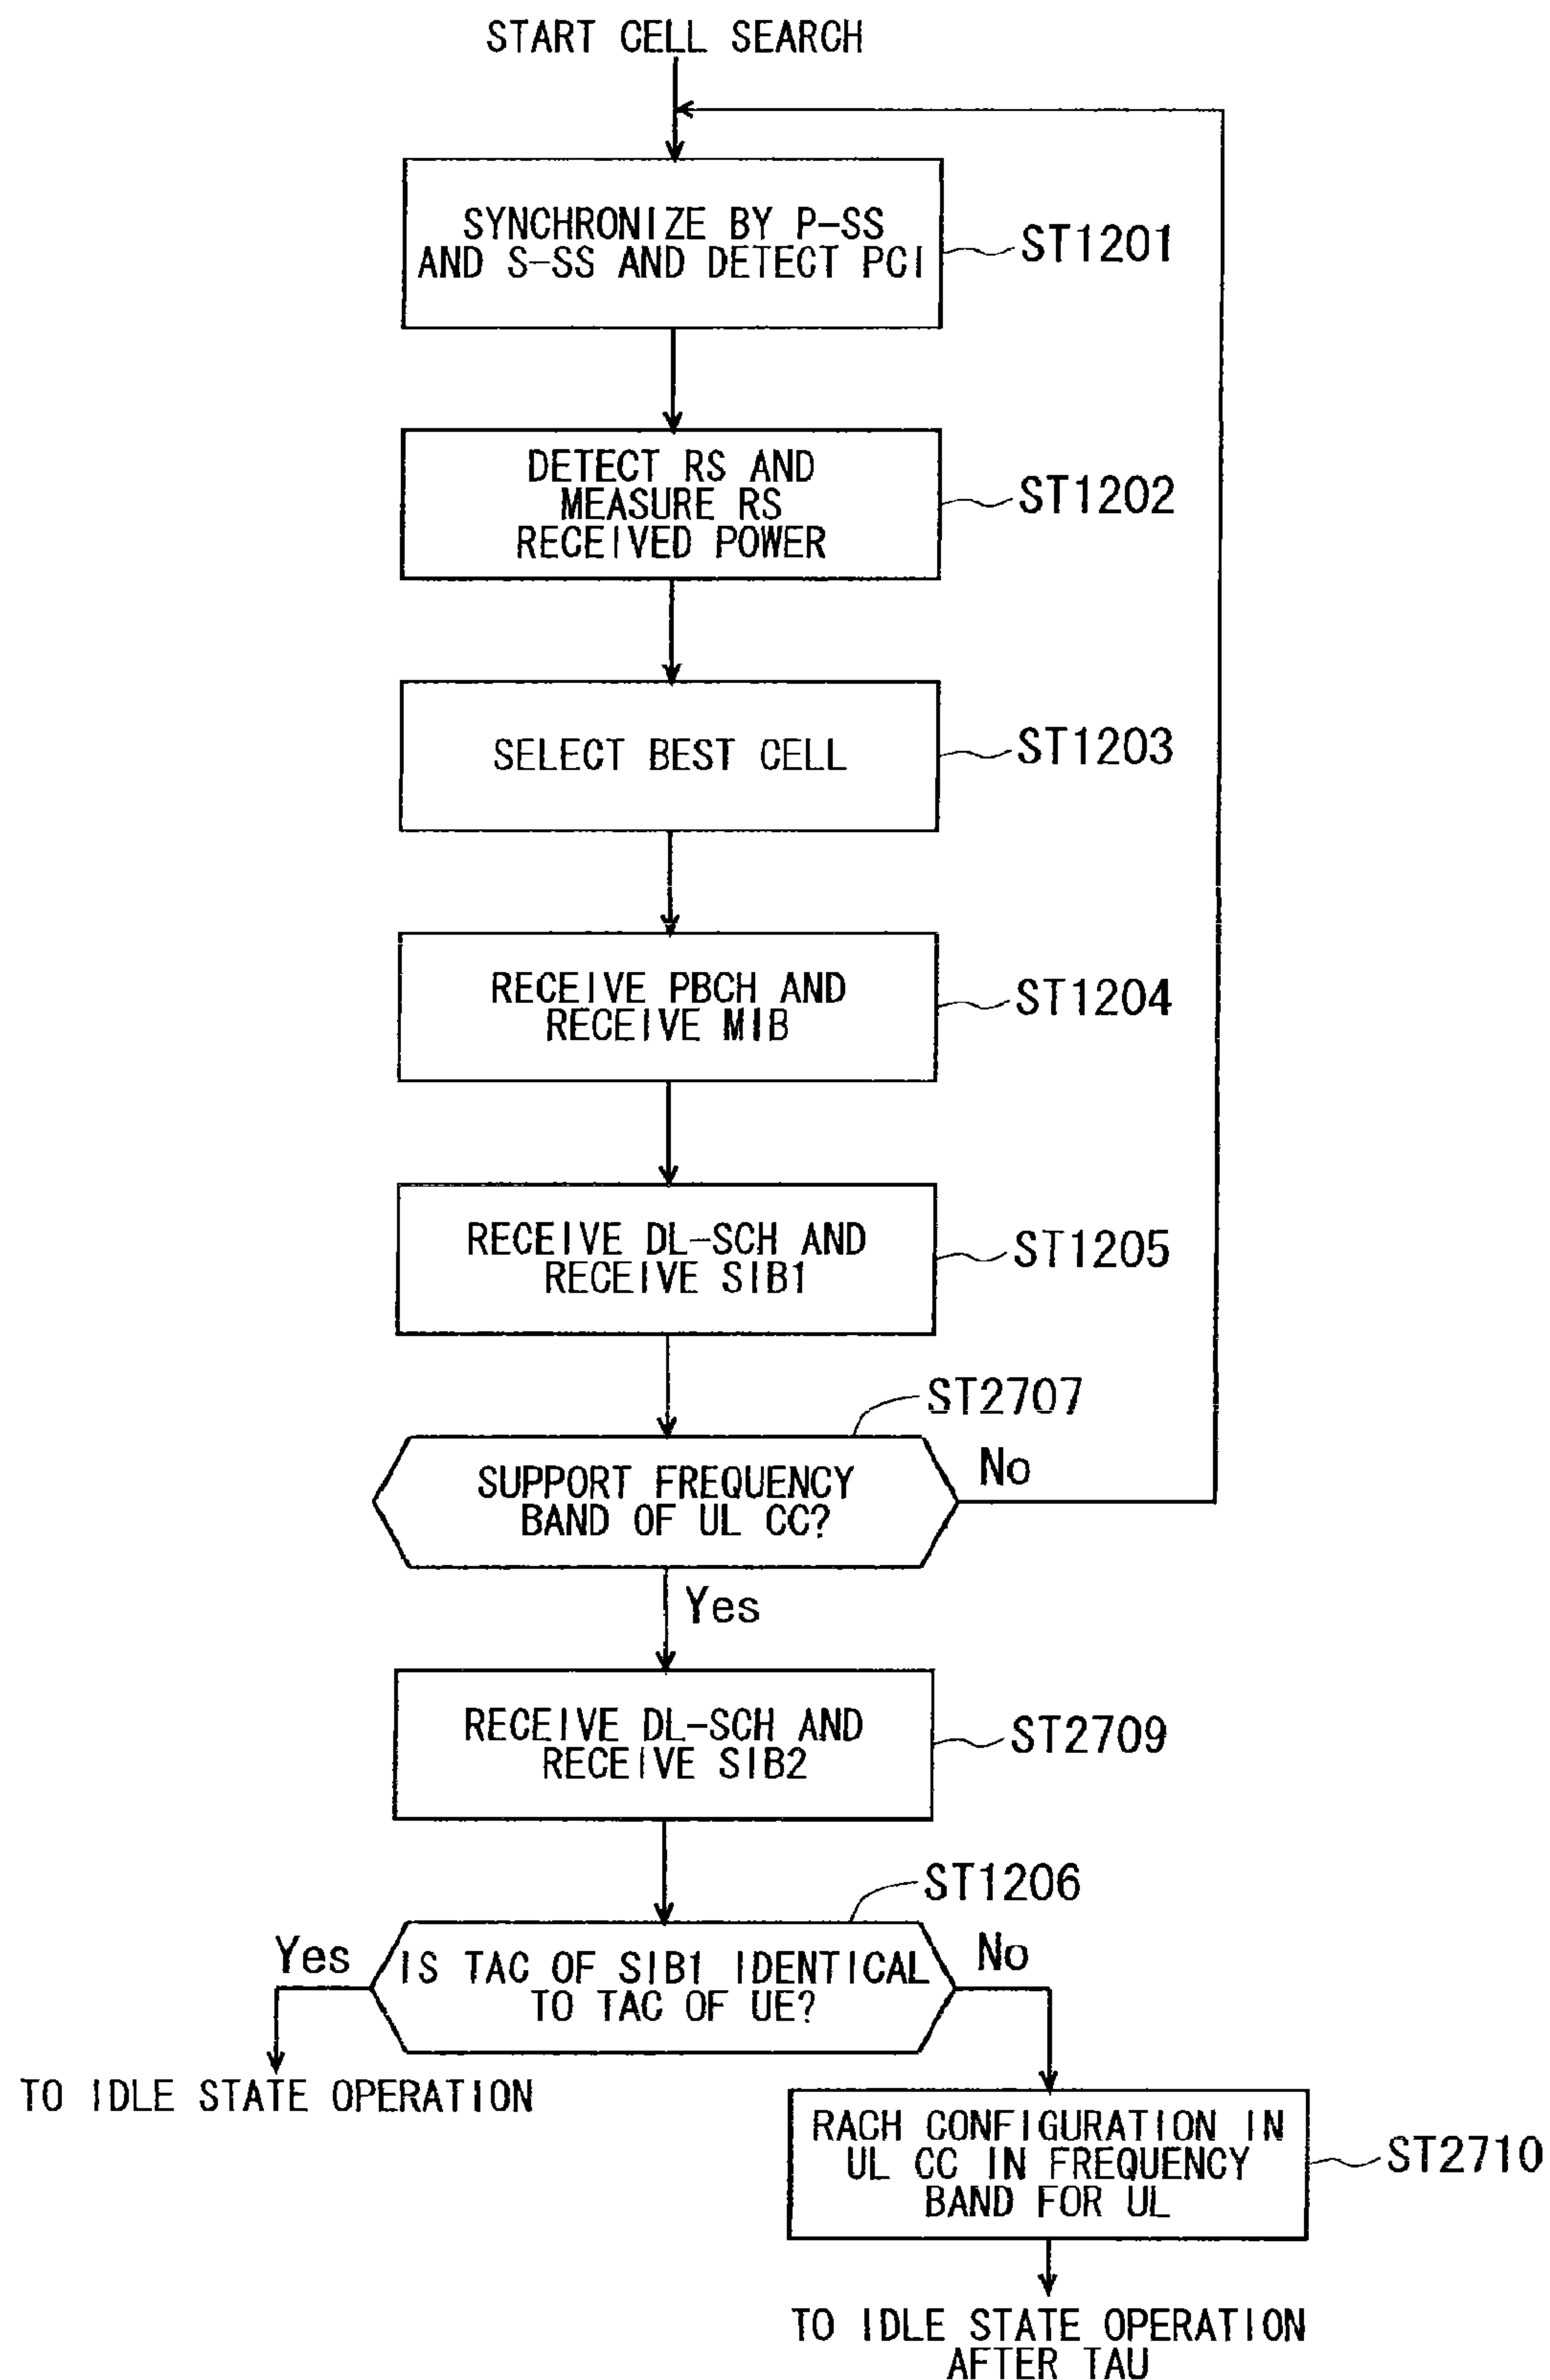 START CELL SEARCH
SYNCHRONIZE BY P-SS
AND S-SS AND DETECT PCI
ST1201
DETECT RS AND
MEASURE RS
RECEIVED POWER
ST1202
SELECT BEST CELL
ST1203
RECEIVE PBCH AND
RECEIVE MIB
ST1204
RECEIVE DL-SCH AND
RECEIVE SIB1
ST1205
ST2707
SUPPORT FREQUENCY
BAND OF UL CC?
No
Yes
RECEIVE DL-SCH AND
RECEIVE SIB2
ST2709
ST1206
Yes
IS TAC OF SIB1 IDENTICAL
TO TAC OF UE?
No
TO IDLE STATE OPERATION
RACH CONFIGURATION IN
UL CC IN FREQUENCY
BAND FOR UL
ST2710
TO IDLE STATE OPERATION
AFTER TAU